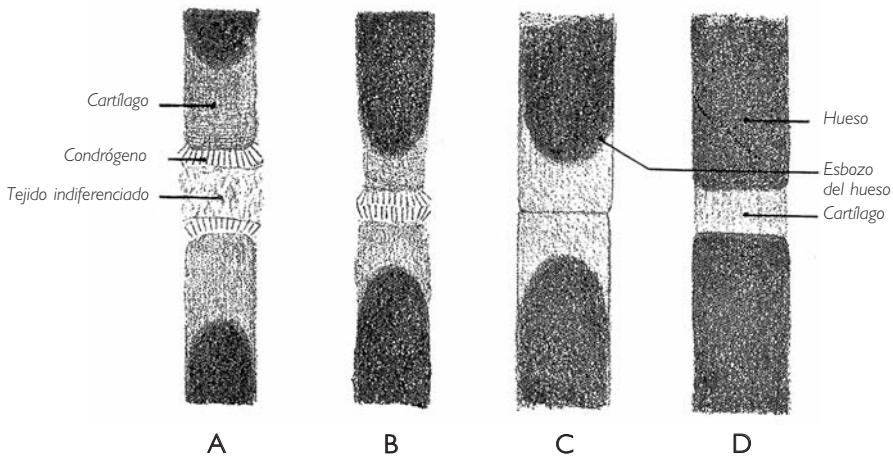 Cartílago
Condrógeno
Tejido indiferenciado
Hueso
Esbozo
del hueso
Cartílago
A
B
C
D